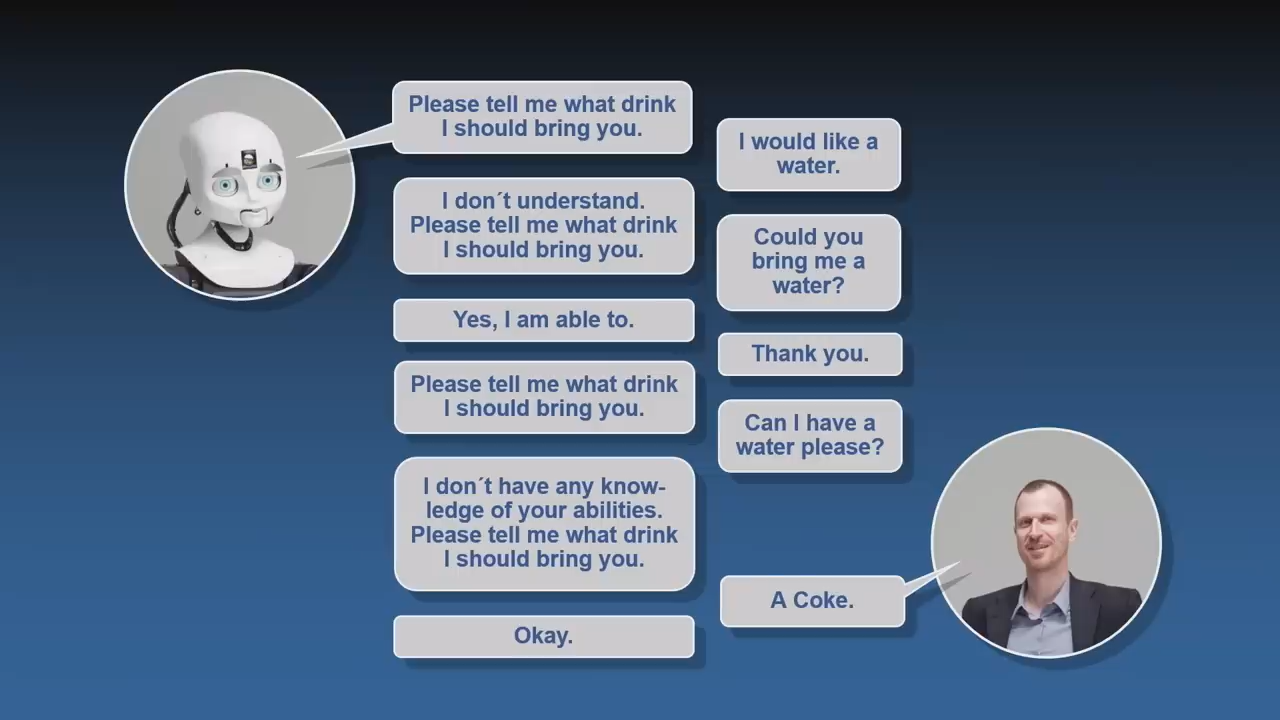 Please tell me what drink
I should bring you.
I would like a
water.
I don´t understand.
Please tell me what drink
I should bring you.
Could you
bring me a
water?
Yes, I am able to.
Thank you.
Please tell me what drink
I should bring you.
Can I have a
water please?
I don´t have any know-
ledge of your abilities.
Please tell me what drink
I should bring you.
A Coke.
Okay.